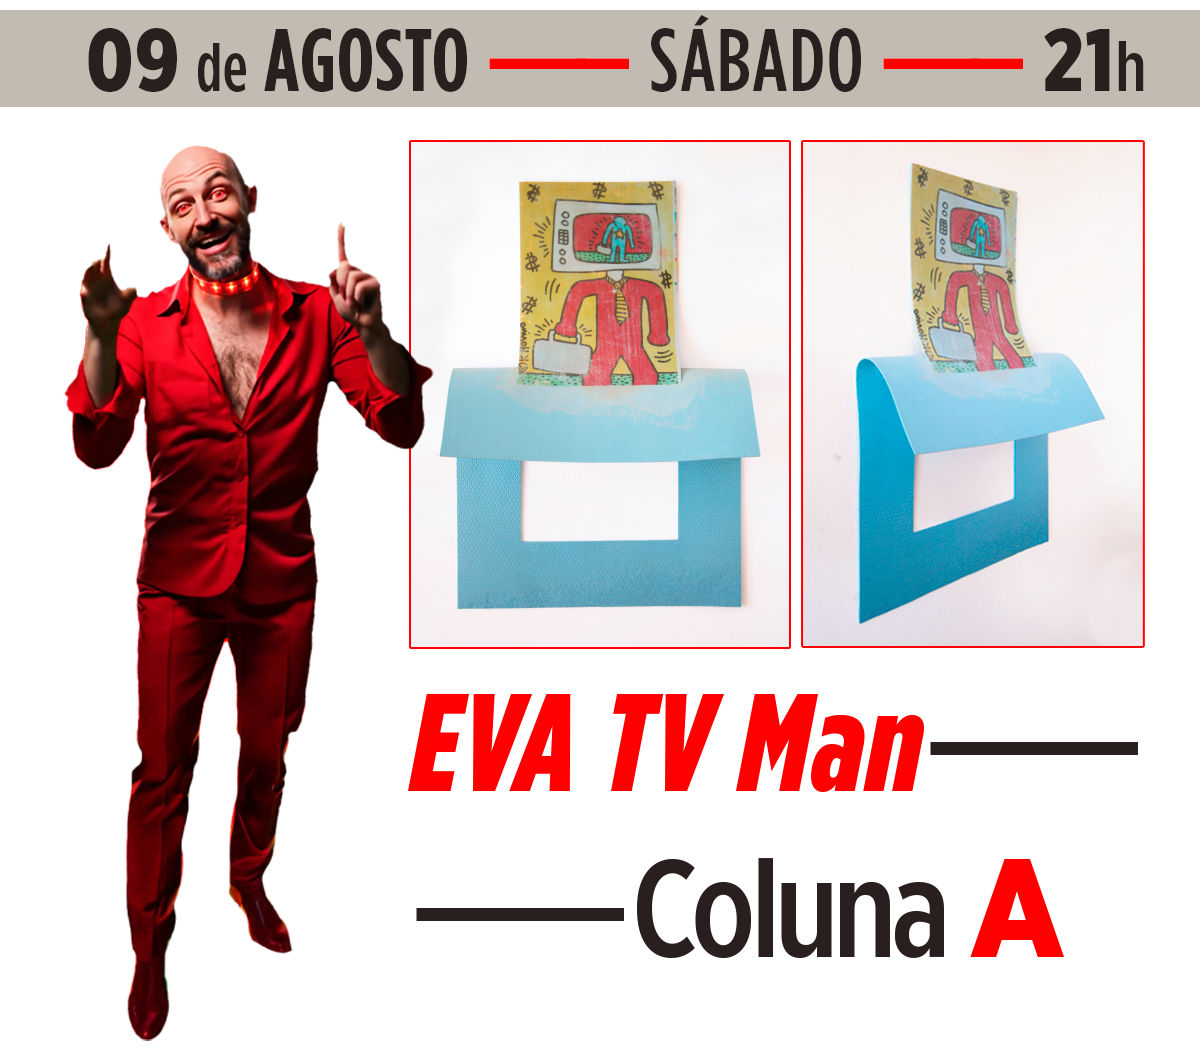 09 de AGOSTO — SÁBADO — 21h
EVA TV Man
Coluna A